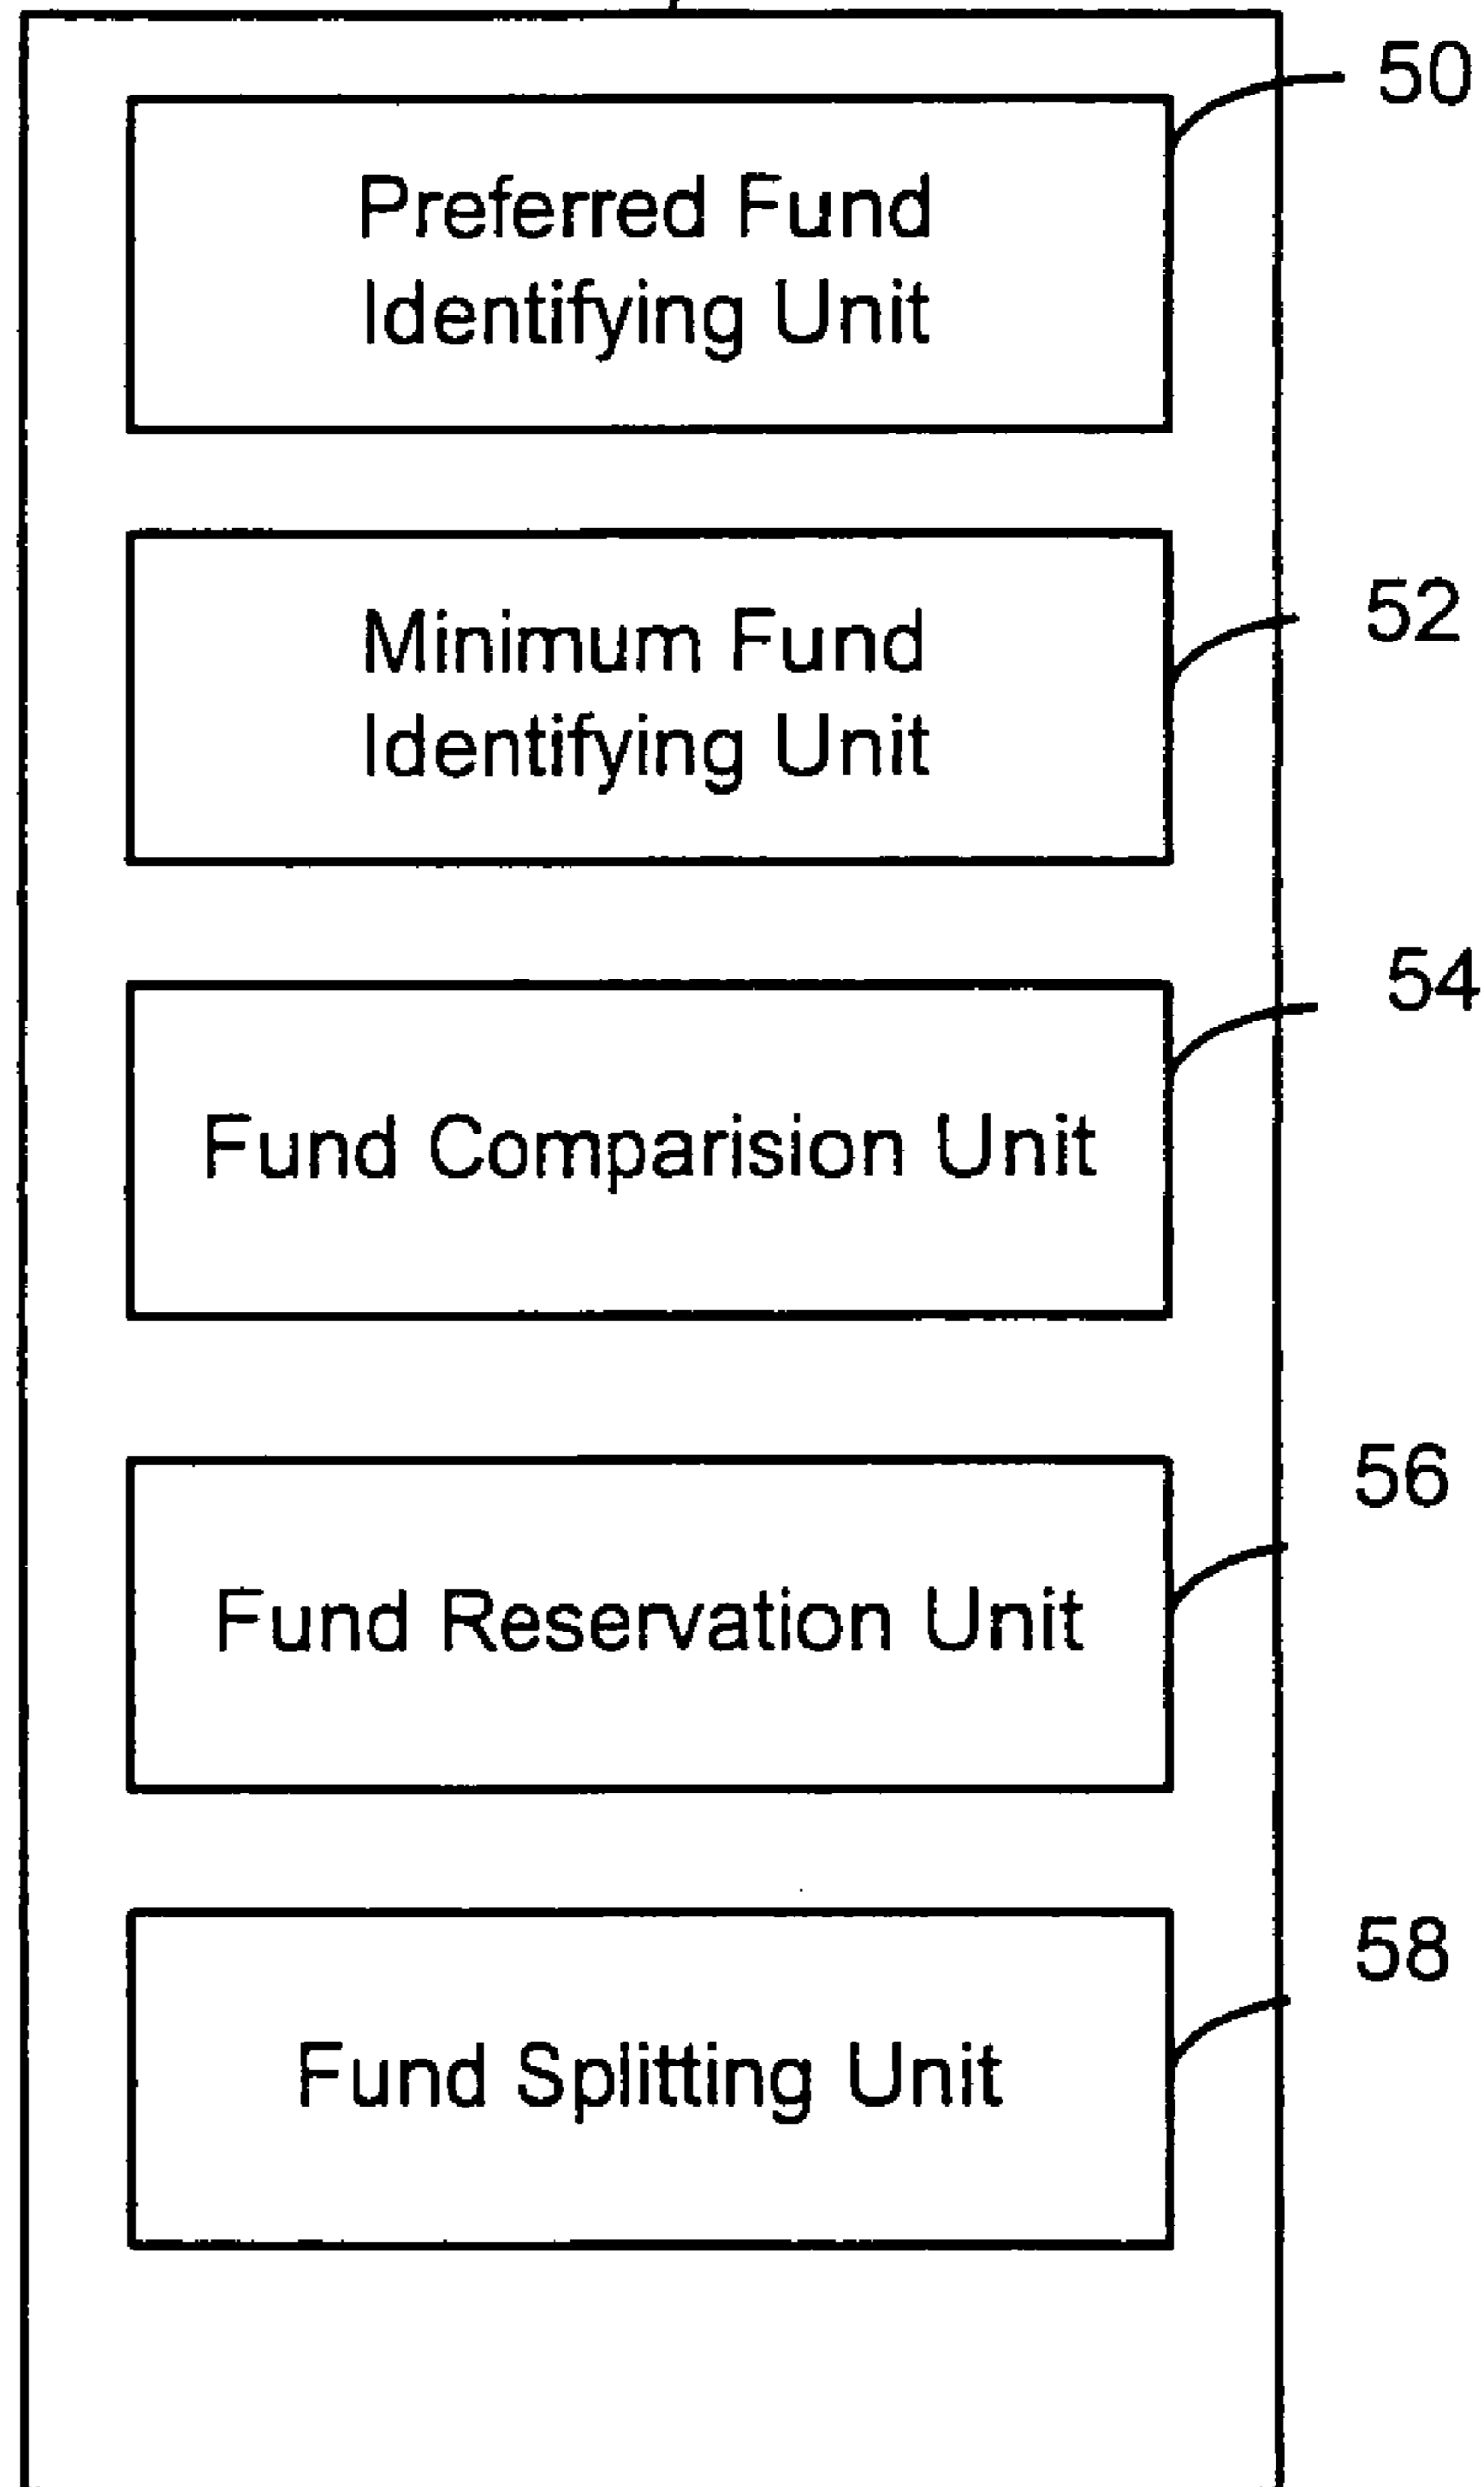 50
Preferred Fund
Identifying Unit
52
Minimum Fund
Identifying Unit
54
Fund Comparision Unit
56
Fund Reservation Unit
58
Fund Splitting Unit